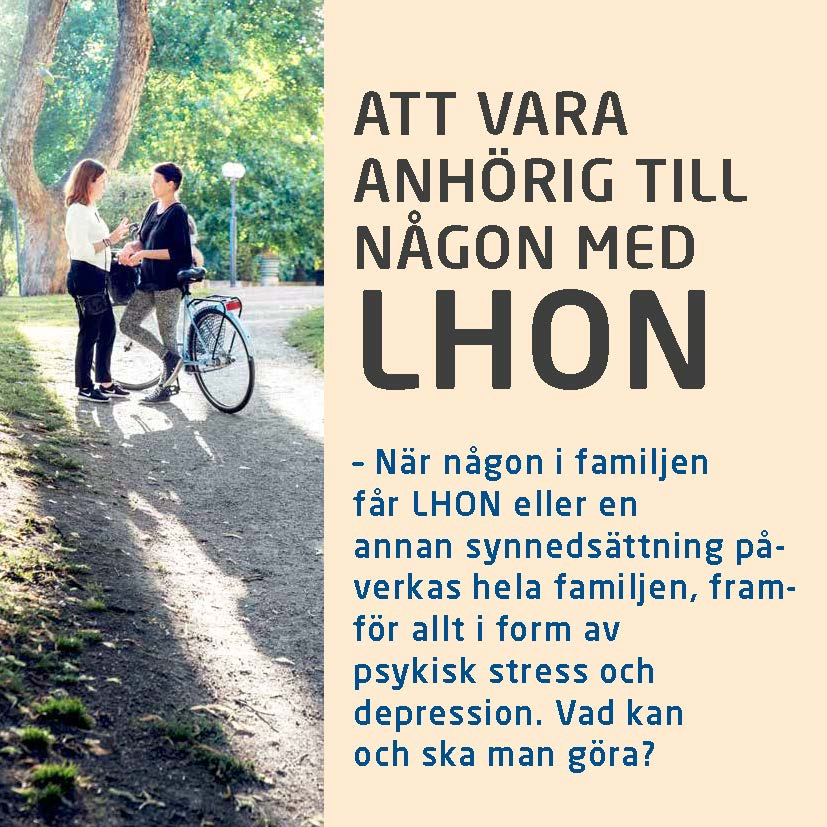 ATT VARA
ANHÖRIG TILL
NÅGON MED
LHON
– När någon i familjen
får LHON eller en
annan synnedsättning på-
verkas hela familjen, fram-
för allt i form av
psykisk stress och
depression. Vad kan
och ska man göra?